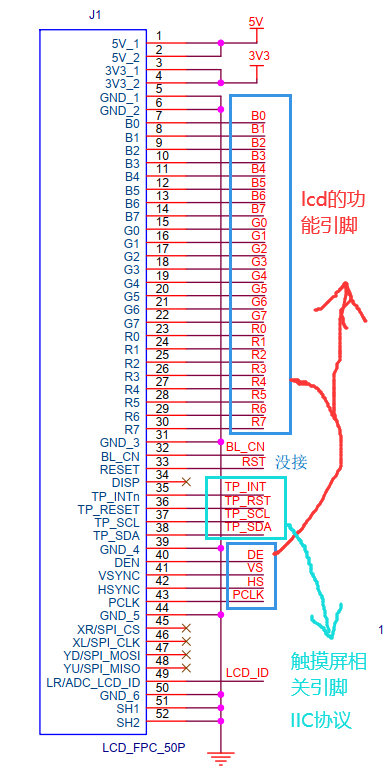 J1
5V
5V_1 1
5V_2 2
3V3
3V3_1 3
3V3_2 4
GND_1 5
GND_2 6
B0 7 B0
B1 8 B1
B2 9 B2
B3 10 B3
B4 11 B4
B5 12 B5
B6 13 B6
B7 14 B7
G0 15 G0
G1 16 G1
G2 17 G2
G3 18 G3
G4 19 G4
G5 20 G5
G6 21 G6
G7 22 G7
R0 23 R0
R1 24 R1
R2 25 R2
R3 26 R3
R4 27 R4
R5 28 R5
R6 29 R6
R7 30 R7
lcd的功
能引脚
GND_3 31
BL_CN 32 BL_CN
RESET 33 RST 没接
DISP 34
TP_INTn 35 TP_INT
TP_RESET 36 TP_RST
TP_SCL 37 TP_SCL
TP_SDA 38 TP_SDA
GND_4 39
DEN 40 DE
VSYNC 41 VS
HSYNC 42 HS
PCLK 43 PCLK
GND_5 44
XR/SPI_CS 45
XL/SPI_CLK 46
YD/SPI_MOSI 47
YU/SPI_MISO 48
LR/ADC_LCD_ID 49 LCD_ID
GND_6 50
SH1 51
SH2 52
1
触摸屏相
关引脚
IIC协议
LCD_FPC_50P